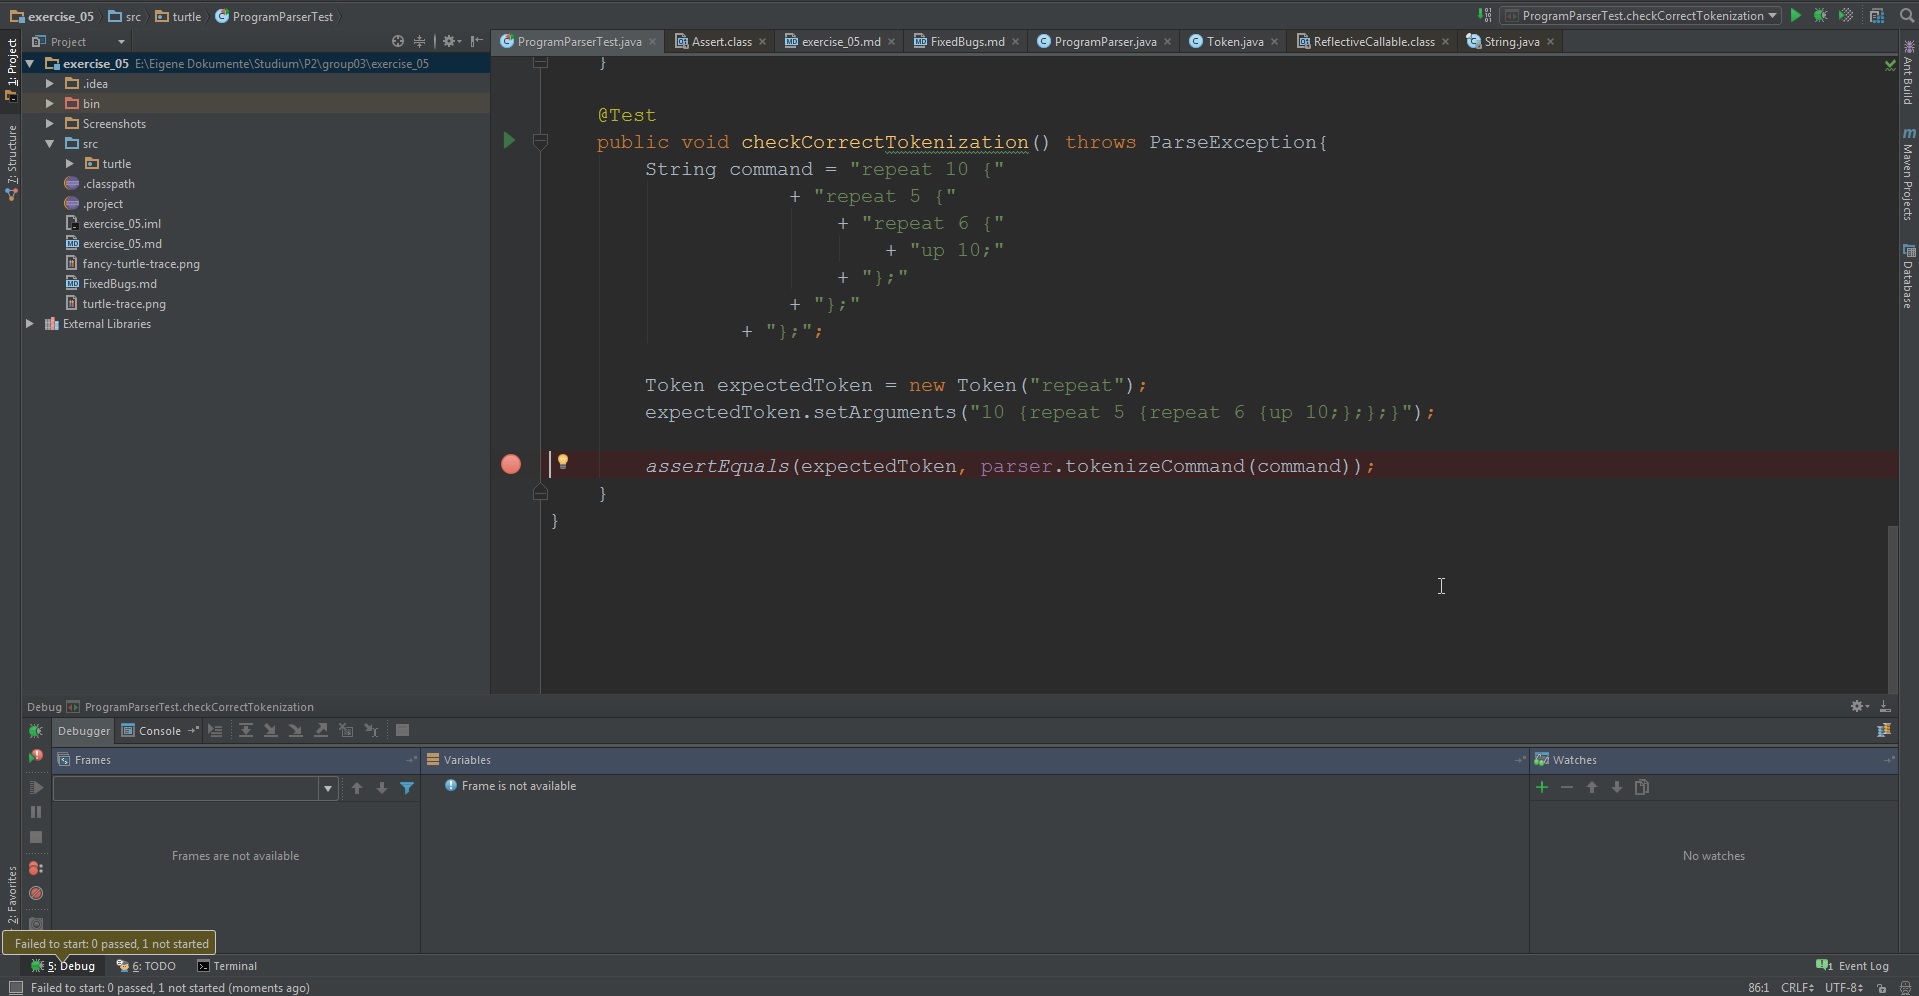 exercise_05 src turtle ProgramParserTest
ProgramParserTest.checkCorrectTokenization
1: Project
7: Structure
2: Favorites
Project
exercise_05 E:\Eigene Dokumente\Studium\P2\group03\exercise_05
.idea
bin
Screenshots
src
turtle
.classpath
.project
exercise_05.iml
exercise_05.md
fancy-turtle-trace.png
FixedBugs.md
turtle-trace.png
External Libraries
ProgramParserTest.java Assert.class exercise_05.md FixedBugs.md ProgramParser.java Token.java ReflectiveCallable.class String.java
}
@Test
public void checkCorrectTokenization() throws ParseException{
String command = "repeat 10 {"
+ "repeat 5 {"
+ "repeat 6 {"
+ "up 10;"
+ "};"
+ "};"
+ "};";
Token expectedToken = new Token("repeat");
expectedToken.setArguments("10 {repeat 5 {repeat 6 {up 10;};};}");
assertEquals(expectedToken, parser.tokenizeCommand(command));
}
}
Ant Build
m Maven Projects
Database
Debug ProgramParserTest.checkCorrectTokenization
Debugger Console
Frames
Variables
Watches
Frame is not available
Frames are not available
No watches
Failed to start: 0 passed, 1 not started
5: Debug 6: TODO Terminal
1 Event Log
Failed to start: 0 passed, 1 not started (moments ago)
86:1 CRLF UTF-8